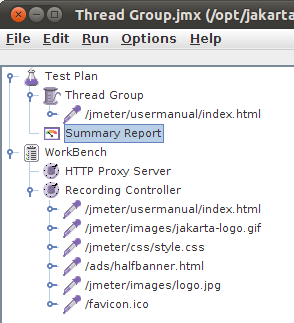 Thread Group.jmx (/opt/jakarta
File Edit Run Options Help
Test Plan
Thread Group
/jmeter/usermanual/index.html
Summary Report
WorkBench
HTTP Proxy Server
Recording Controller
/jmeter/usermanual/index.html
/jmeter/images/jakarta-logo.gif
/jmeter/css/style.css
/ads/halfbanner.html
/jmeter/images/logo.jpg
/favicon.ico